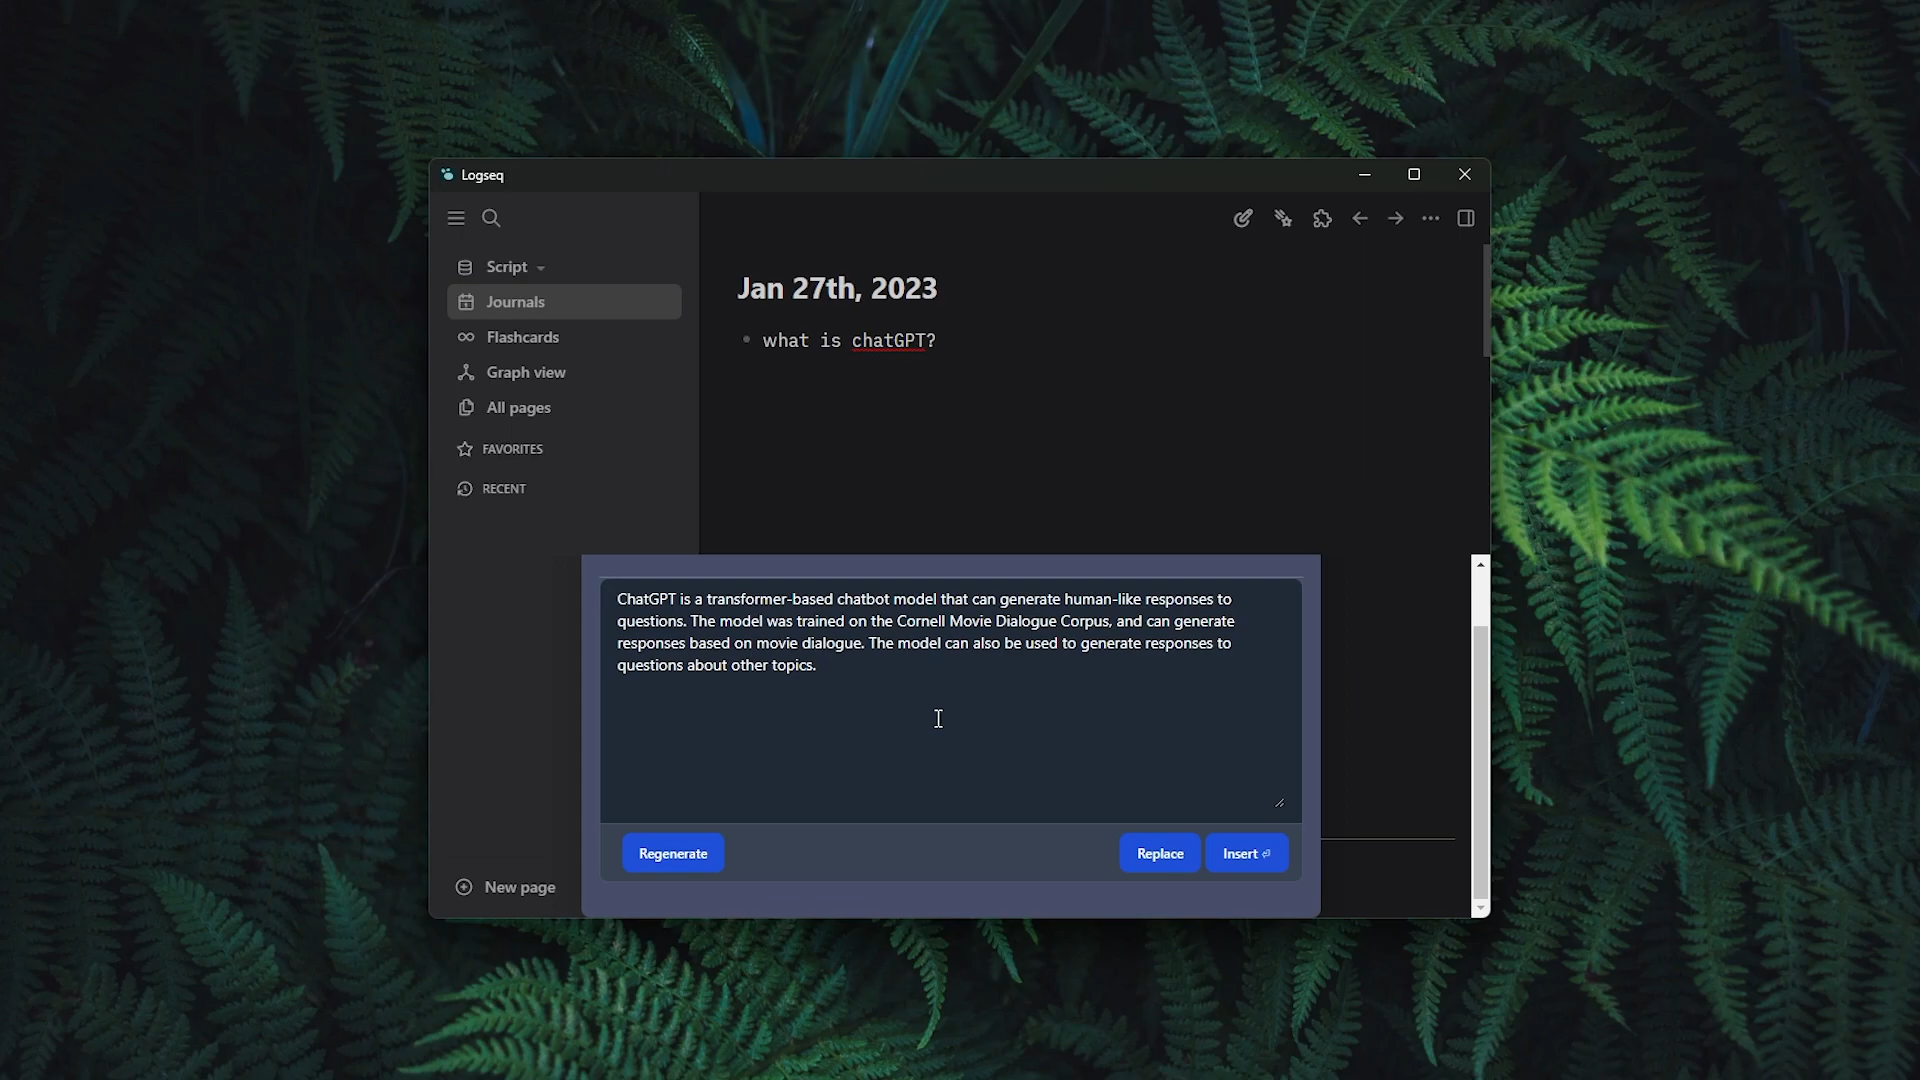 Logseq
Script
Journals
Flashcards
Graph view
All pages
FAVORITES
RECENT
New page
Jan 27th, 2023
what is chatGPT?
ChatGPT is a transformer-based chatbot model that can generate human-like responses to
questions. The model was trained on the Cornell Movie Dialogue Corpus, and can generate
responses based on movie dialogue. The model can also be used to generate responses to
questions about other topics.
Regenerate
Replace
Insert ⏎